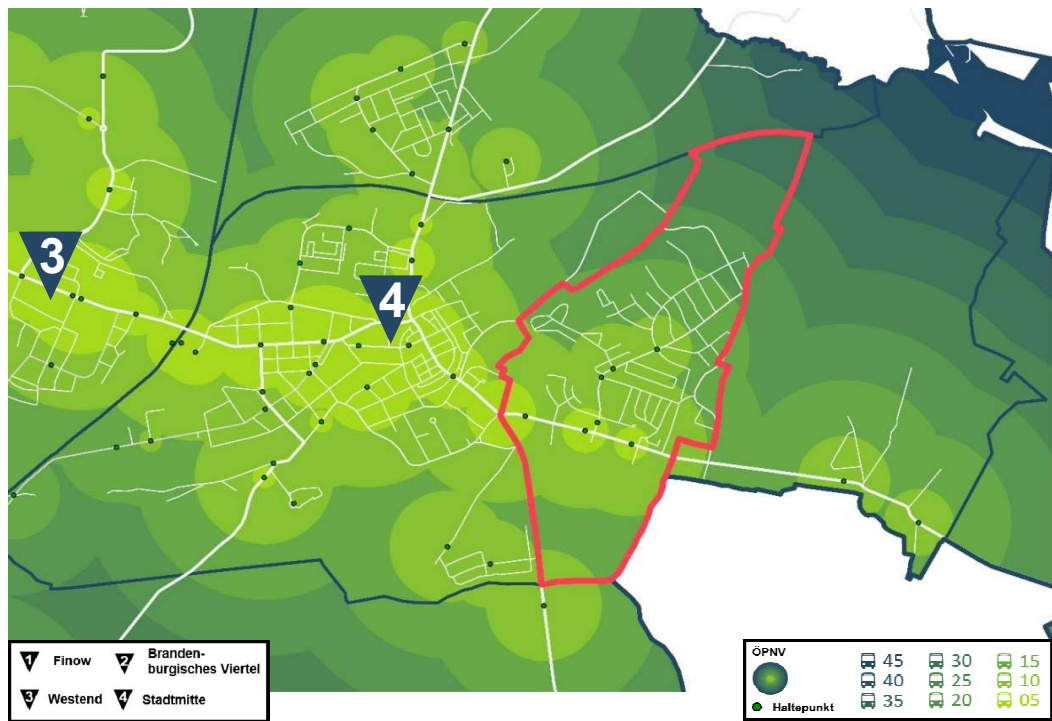 3
4
1 Finow
2 Branden-
burgisches Viertel
3 Westend
4 Stadtmitte
ÖPNV
Haltepunkt
45 30 15
40 25 10
35 20 05